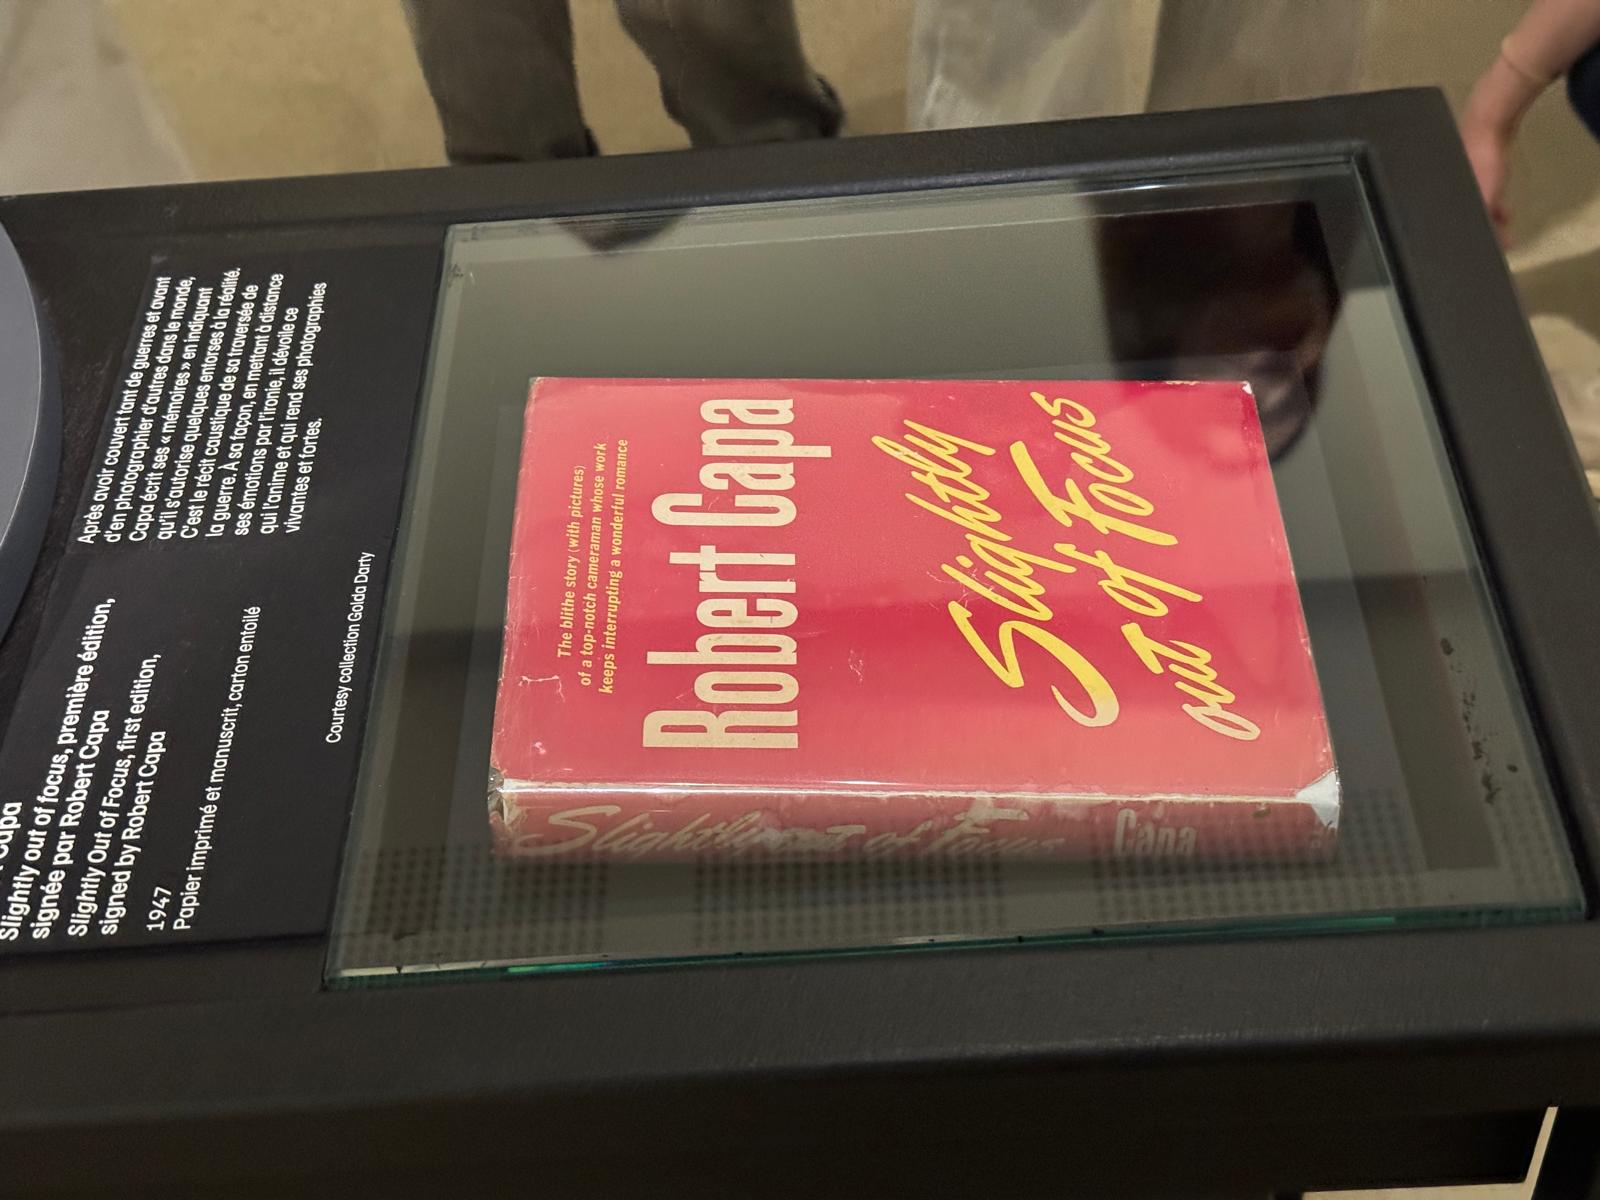 Capa
Slightly out of focus, première édition,
signée par Robert Capa
Slightly Out of Focus, first edition,
signed by Robert Capa
1947
Papier imprimé et manuscrit, carton entoilé
Courtesy collection Golda Darty
Après avoir couvert tant de guerres et avant
d'en photographier d'autres dans le monde,
Capa écrit ses « mémoires » en indiquant
qu'il s'autorise quelques entorses à la réalité.
C'est le récit caustique de sa traversée de
la guerre. À sa façon, en mettant à distance
ses émotions par l'ironie, il dévoile ce
qui l'anime et qui rend ses photographies
vivantes et fortes.
The blithe story (with pictures)
of a top-notch cameraman whose work
keeps interrupting a wonderful romance
Robert Capa
Slightly
out of Focus
Slightly out of Focus
Capa